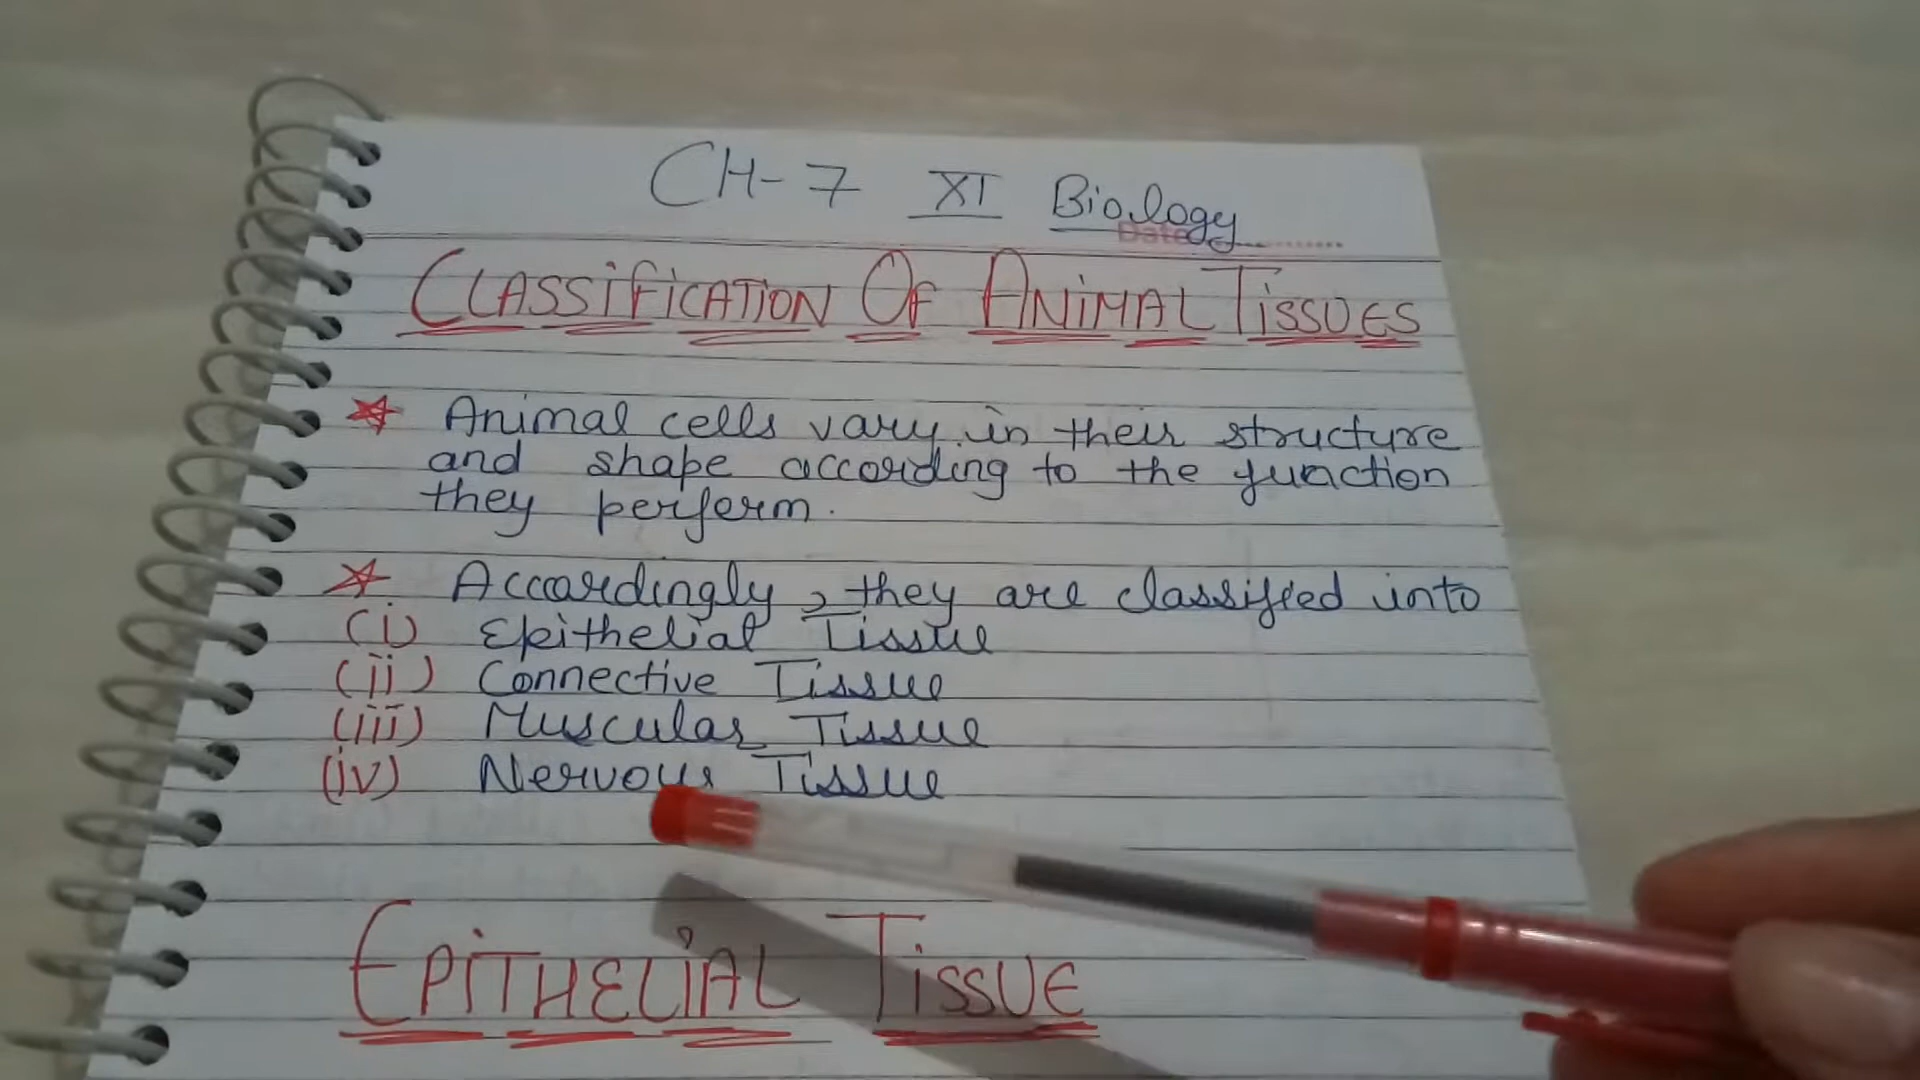 CH-7 XI Biology
Date
CLASSIFICATION OF ANIMAL TISSUES
Animal cells vary in their structure
and shape according to the function
they perform.
Accordingly, they are classified into
(i) Epithelial Tissue
(ii) Connective Tissue
(iii) Muscular Tissue
(iv) Nervous Tissue
EPITHELIAL TISSUE